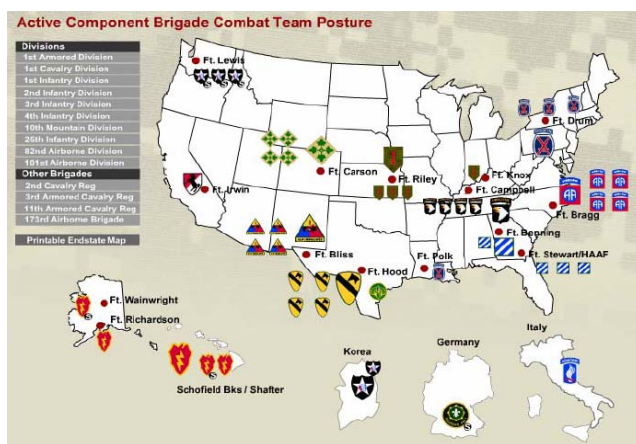 Active Component Brigade Combat Team Posture
Divisions
1st Armored Division
1st Cavalry Division
1st Infantry Division
2nd Infantry Division
3rd Infantry Division
4th Infantry Division
10th Mountain Division
25th Infantry Division
82nd Airborne Division
101st Airborne Division
Other Brigades
2nd Cavalry Reg
3rd Armored Cavalry Reg
11th Armored Cavalry Reg
173rd Airborne Brigade
Printable Endstate Map
Ft. Lewis
S
Ft. Drum
Ft. Carson
Ft. Riley
Ft. Knox
Ft. Campbell
Ft. Irwin
Ft. Bragg
Ft. Benning
Ft. Bliss
Ft. Hood
Ft. Polk
Ft. Stewart/HAAF
Ft. Wainwright
S
Ft. Richardson
Schofield Bks / Shafter
S
Korea
Germany
S
Italy